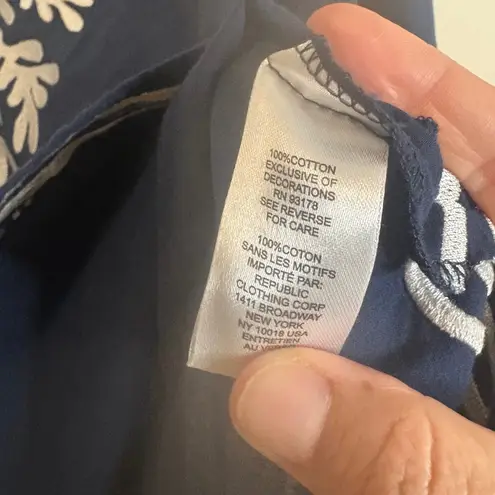 100%COTTON
EXCLUSIVE OF
DECORATIONS
RN 93178
SEE REVERSE
FOR CARE
100%COTON
SANS LES MOTIFS
IMPORTÉ PAR:
REPUBLIC
CLOTHING CORP
1411 BROADWAY
NEW YORK
NY 10018 USA
ENTRETIEN
AU